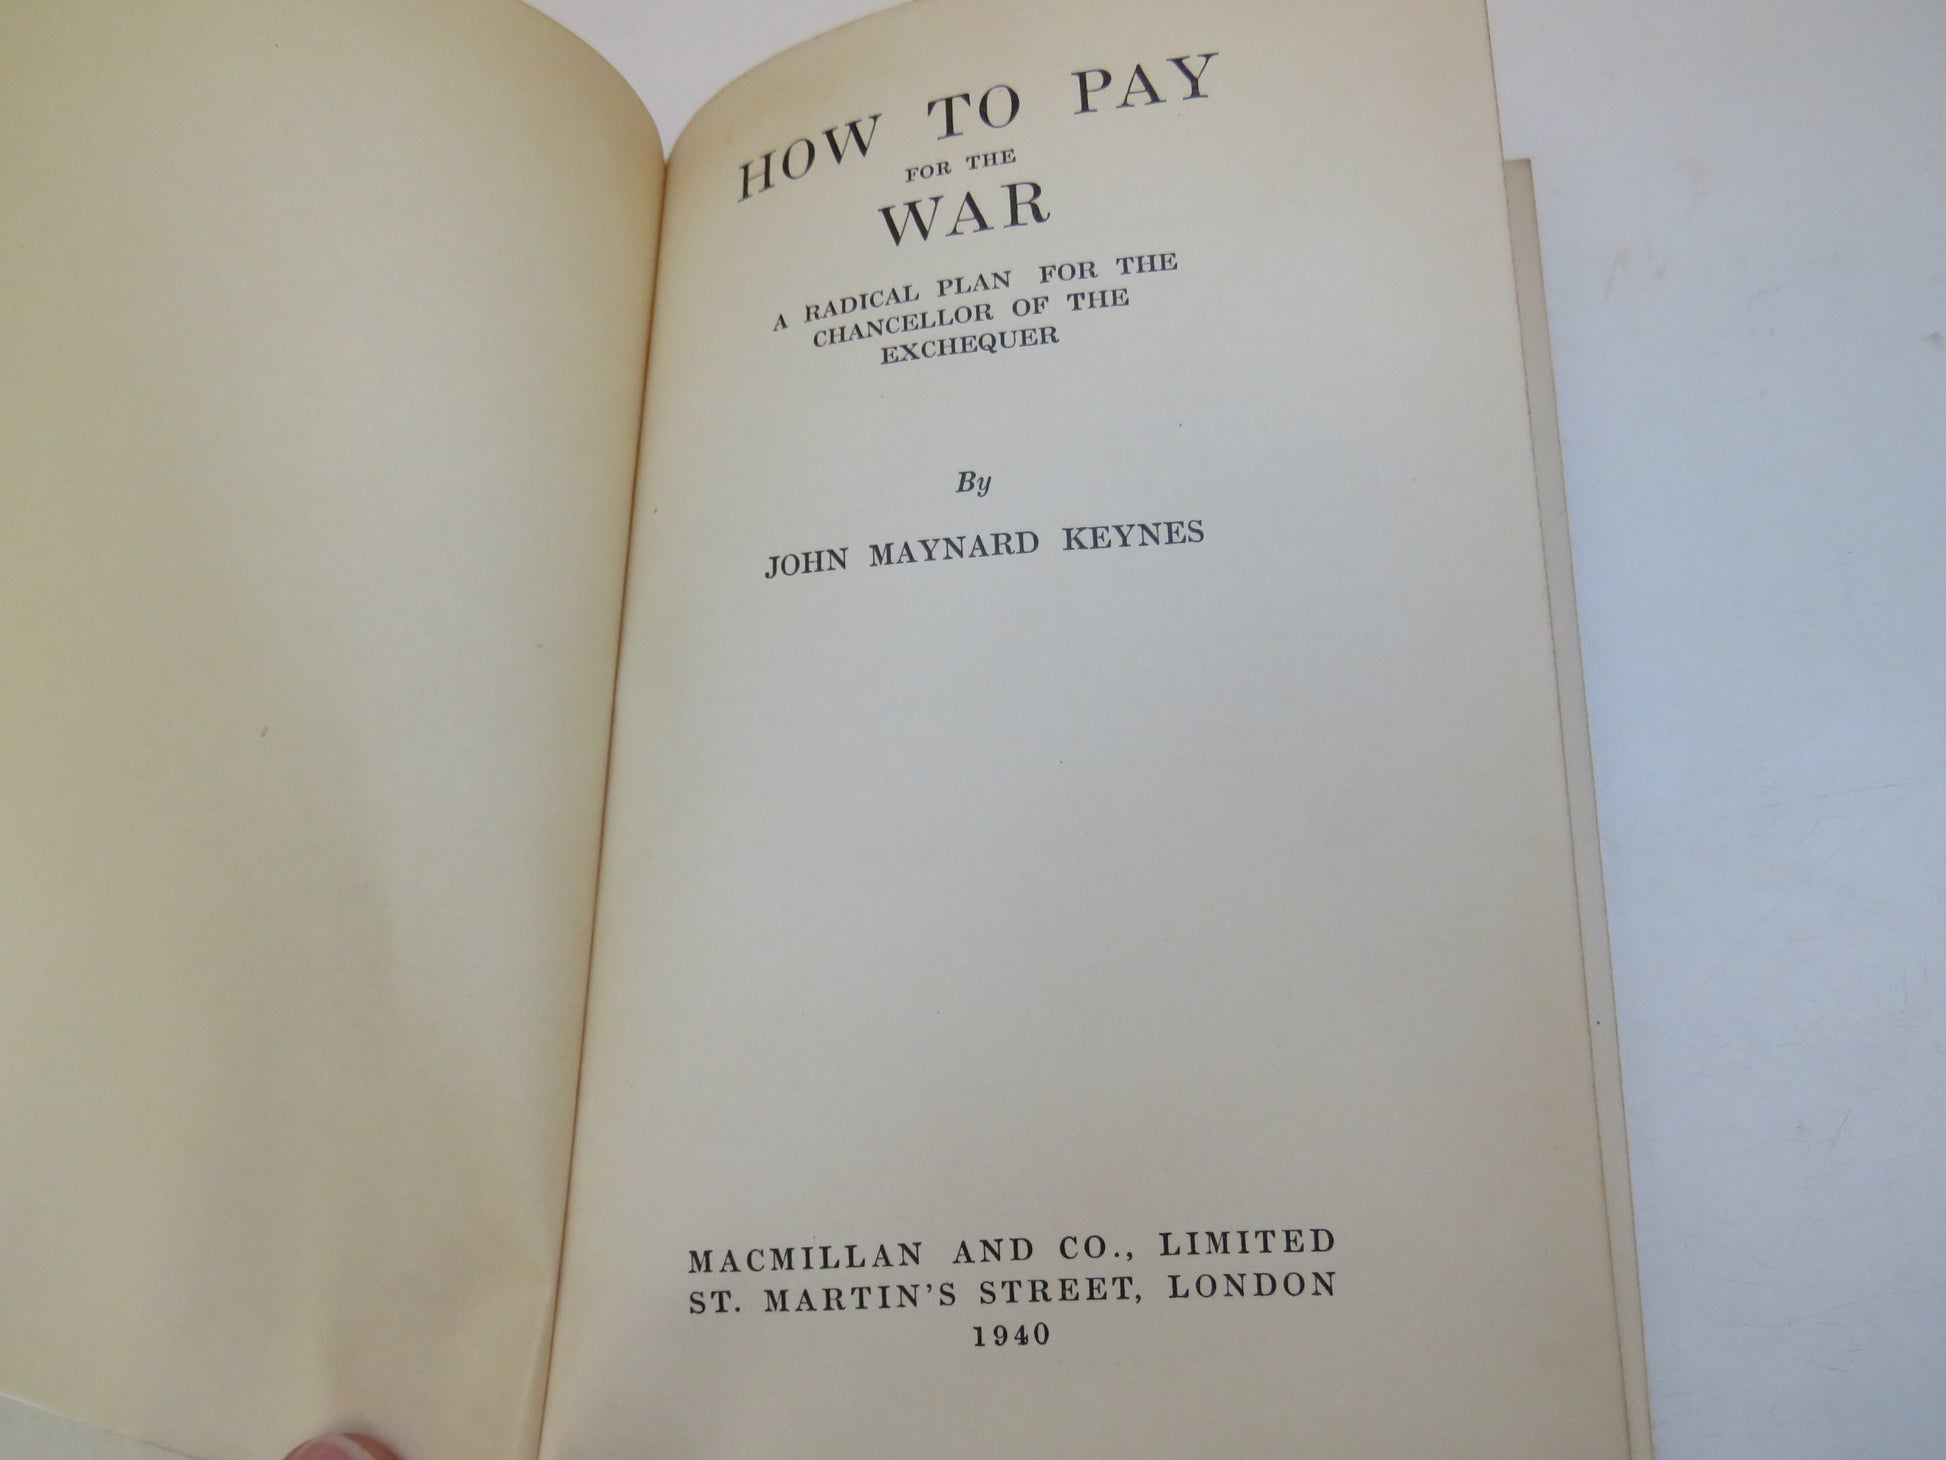 HOW TO PAY
FOR THE
WAR
A RADICAL PLAN FOR THE
CHANCELLOR OF THE
EXCHEQUER
By
JOHN MAYNARD KEYNES
MACMILLAN AND CO., LIMITED
ST. MARTIN'S STREET, LONDON
1940